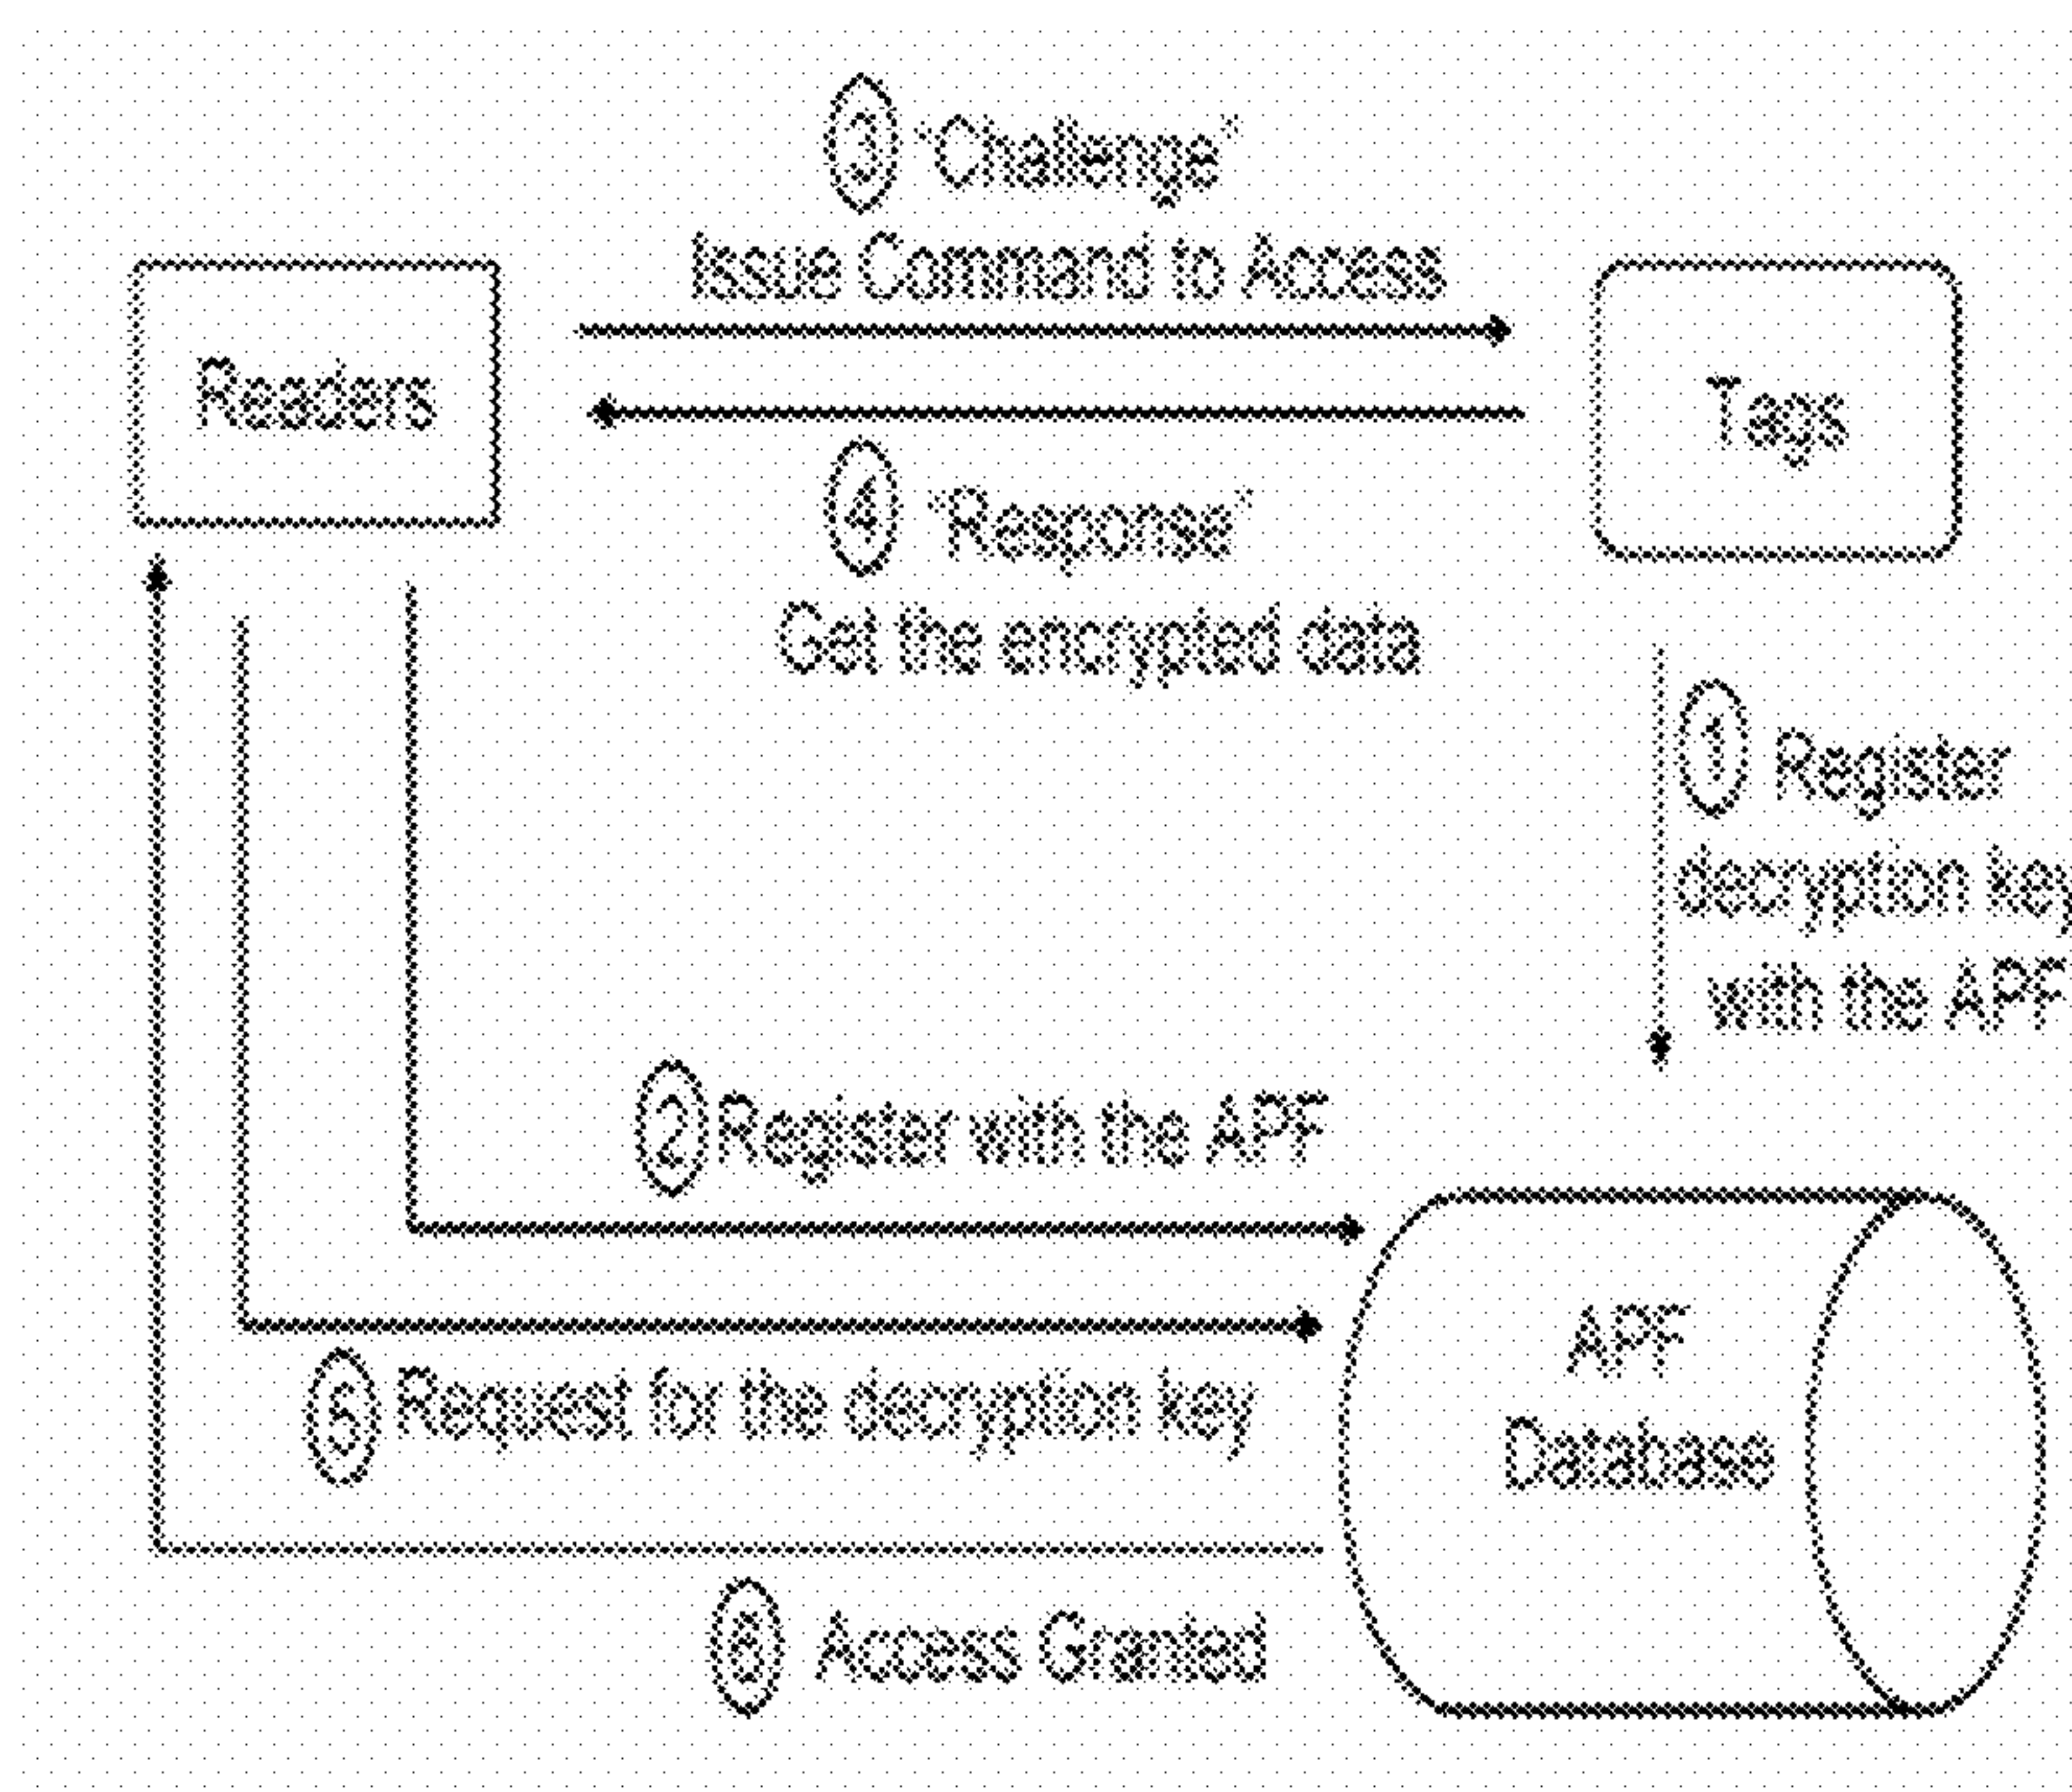 ③ "Challenge"
Issue Command to Access
Readers
Tags
④ "Response"
Get the encrypted data
① Register
decryption key
with the APF
② Register with the APF
APF
Database
⑤ Request for the decryption key
⑥ Access Granted